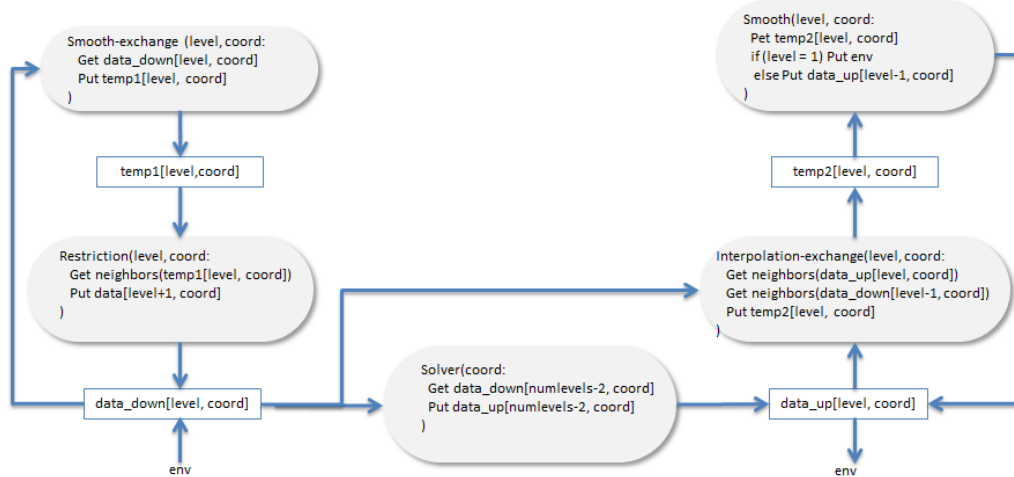 Smooth-exchange (level, coord:
Get data_down[level, coord]
Put temp1[level, coord]
)
temp1[level,coord]
Restriction(level, coord:
Get neighbors(temp1[level, coord])
Put data[level+1, coord]
)
data_down[level, coord]
env
Solver(coord:
Get data_down[numlevels-2, coord]
Put data_up[numlevels-2, coord]
)
Smooth(level, coord:
Pet temp2[level, coord]
if (level = 1) Put env
else Put data_up[level-1, coord]
)
temp2[level, coord]
Interpolation-exchange(level, coord:
Get neighbors(data_up[level, coord])
Get neighbors(data_down[level-1, coord])
Put temp2[level, coord]
)
data_up[level, coord]
env